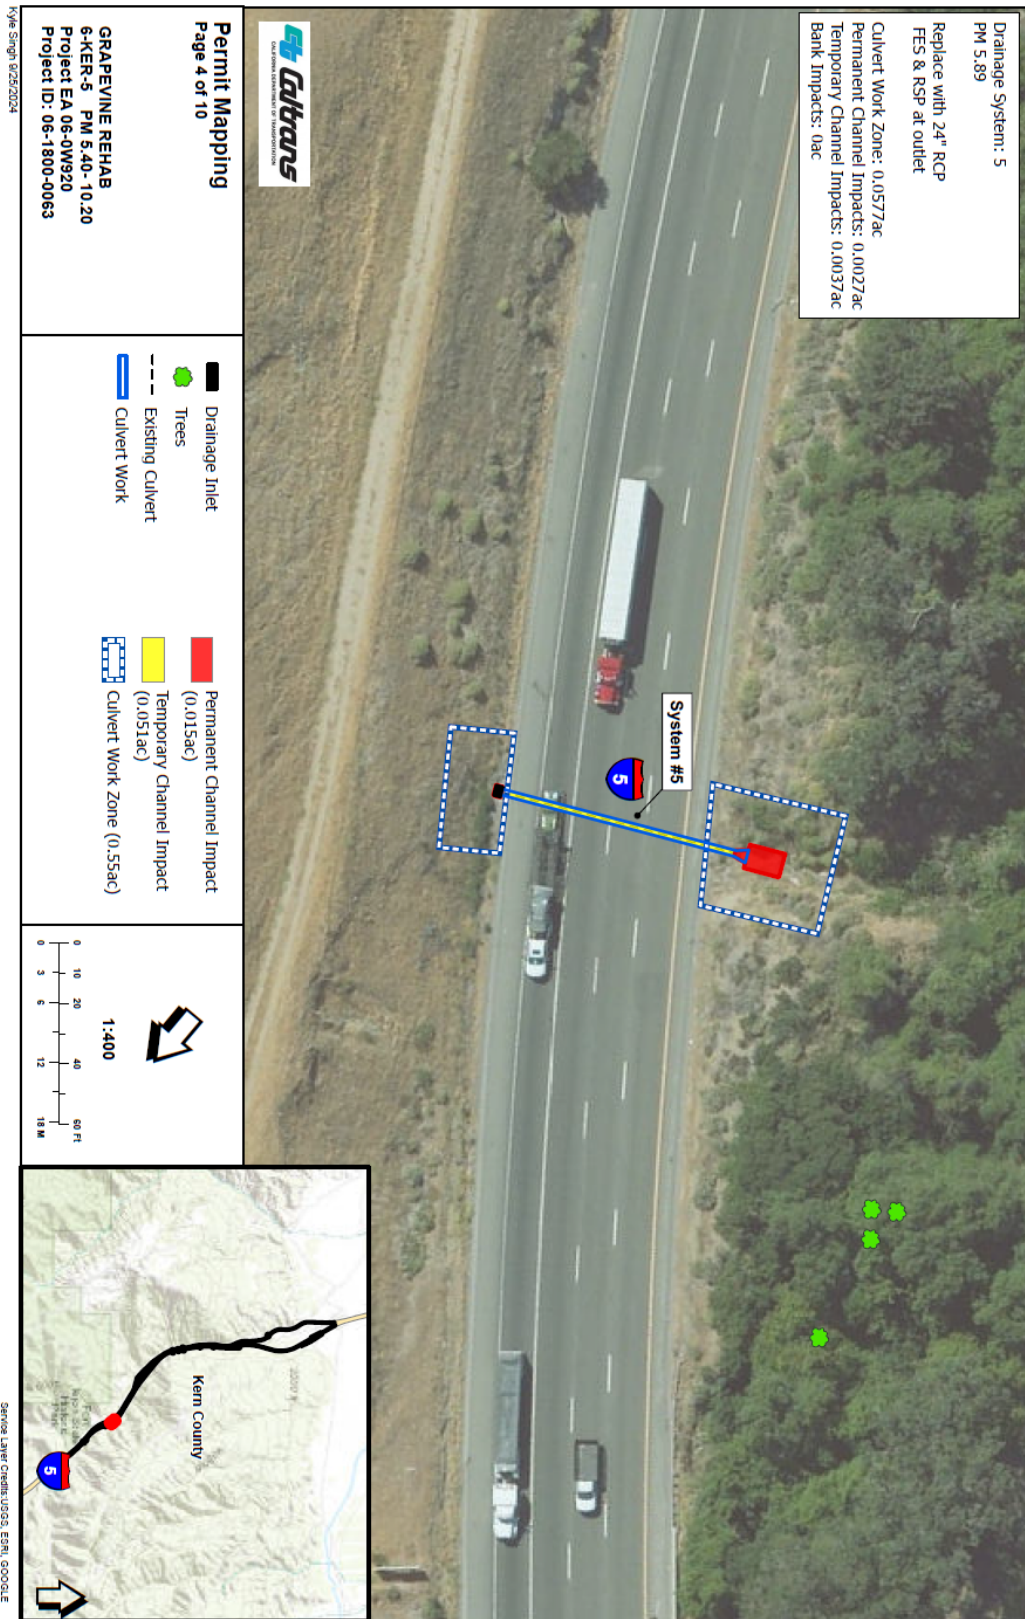 Drainage System: 5
PM 5.89
Replace with 24" RCP
FES & RSP at outlet
Culvert Work Zone: 0.0577ac
Permanent Channel Impacts: 0.0027ac
Temporary Channel Impacts: 0.0037ac
Bank Impacts: 0ac
System #5
5
Caltrans
CALIFORNIA DEPARTMENT OF TRANSPORTATION
Permit Mapping
Page 4 of 10
GRAPEVINE REHAB
6-KER-5 PM 5.40- 10.20
Project EA 06-0W920
Project ID: 06-1800-0063
Drainage Inlet
Trees
Existing Culvert
Culvert Work
Permanent Channel Impact
(0.015ac)
Temporary Channel Impact
(0.051ac)
Culvert Work Zone (0.55ac)
1:400
0 10 20 40 60 Ft
0 3 6 12 18 M
Kern County
5
Kyle Singh 9/25/2024
Service Layer Credits:USGS, ESRI, GOOGLE